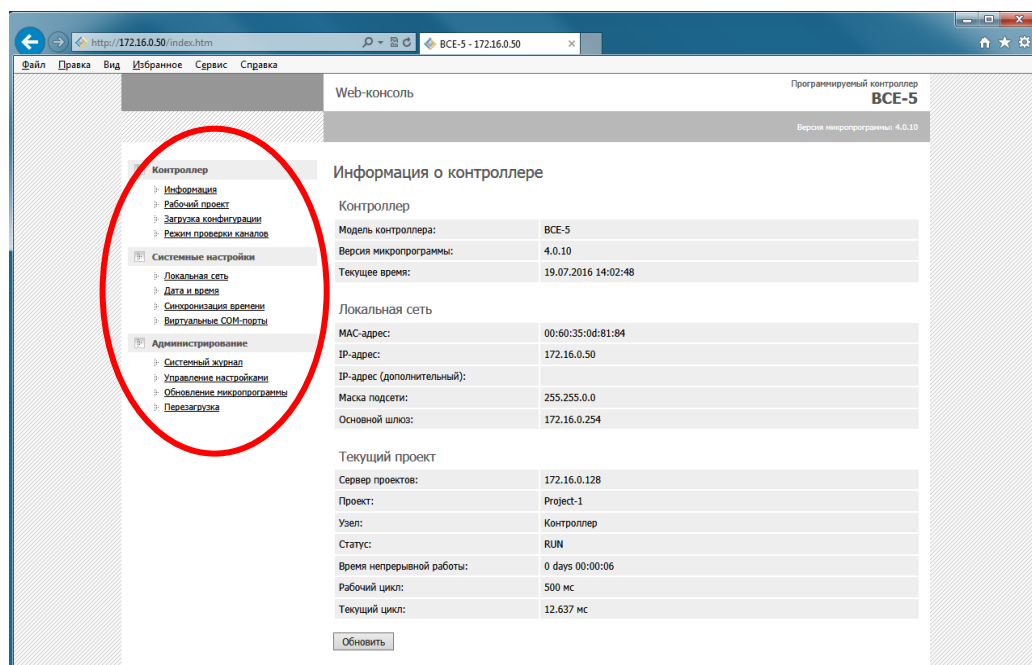 http://172.16.0.50/index.htm
BCE-5 - 172.16.0.50
Файл Правка Вид Избранное Сервис Справка
Web-консоль
Программируемый контроллер
BCE-5
Версия микропрограммы: 4.0.10
Контроллер
Информация
Рабочий проект
Загрузка конфигурации
Режим проверки каналов
Системные настройки
Локальная сеть
Дата и время
Синхронизация времени
Виртуальные COM-порты
Администрирование
Системный журнал
Управление настройками
Обновление микропрограммы
Перезагрузка
Информация о контроллере
Контроллер
Модель контроллера: BCE-5
Версия микропрограммы: 4.0.10
Текущее время: 19.07.2016 14:02:48
Локальная сеть
MAC-адрес: 00:60:35:0d:81:84
IP-адрес: 172.16.0.50
IP-адрес (дополнительный):
Маска подсети: 255.255.0.0
Основной шлюз: 172.16.0.254
Текущий проект
Сервер проектов: 172.16.0.128
Проект: Project-1
Узел: Контроллер
Статус: RUN
Время непрерывной работы: 0 days 00:00:06
Рабочий цикл: 500 мс
Текущий цикл: 12.637 мс
Обновить